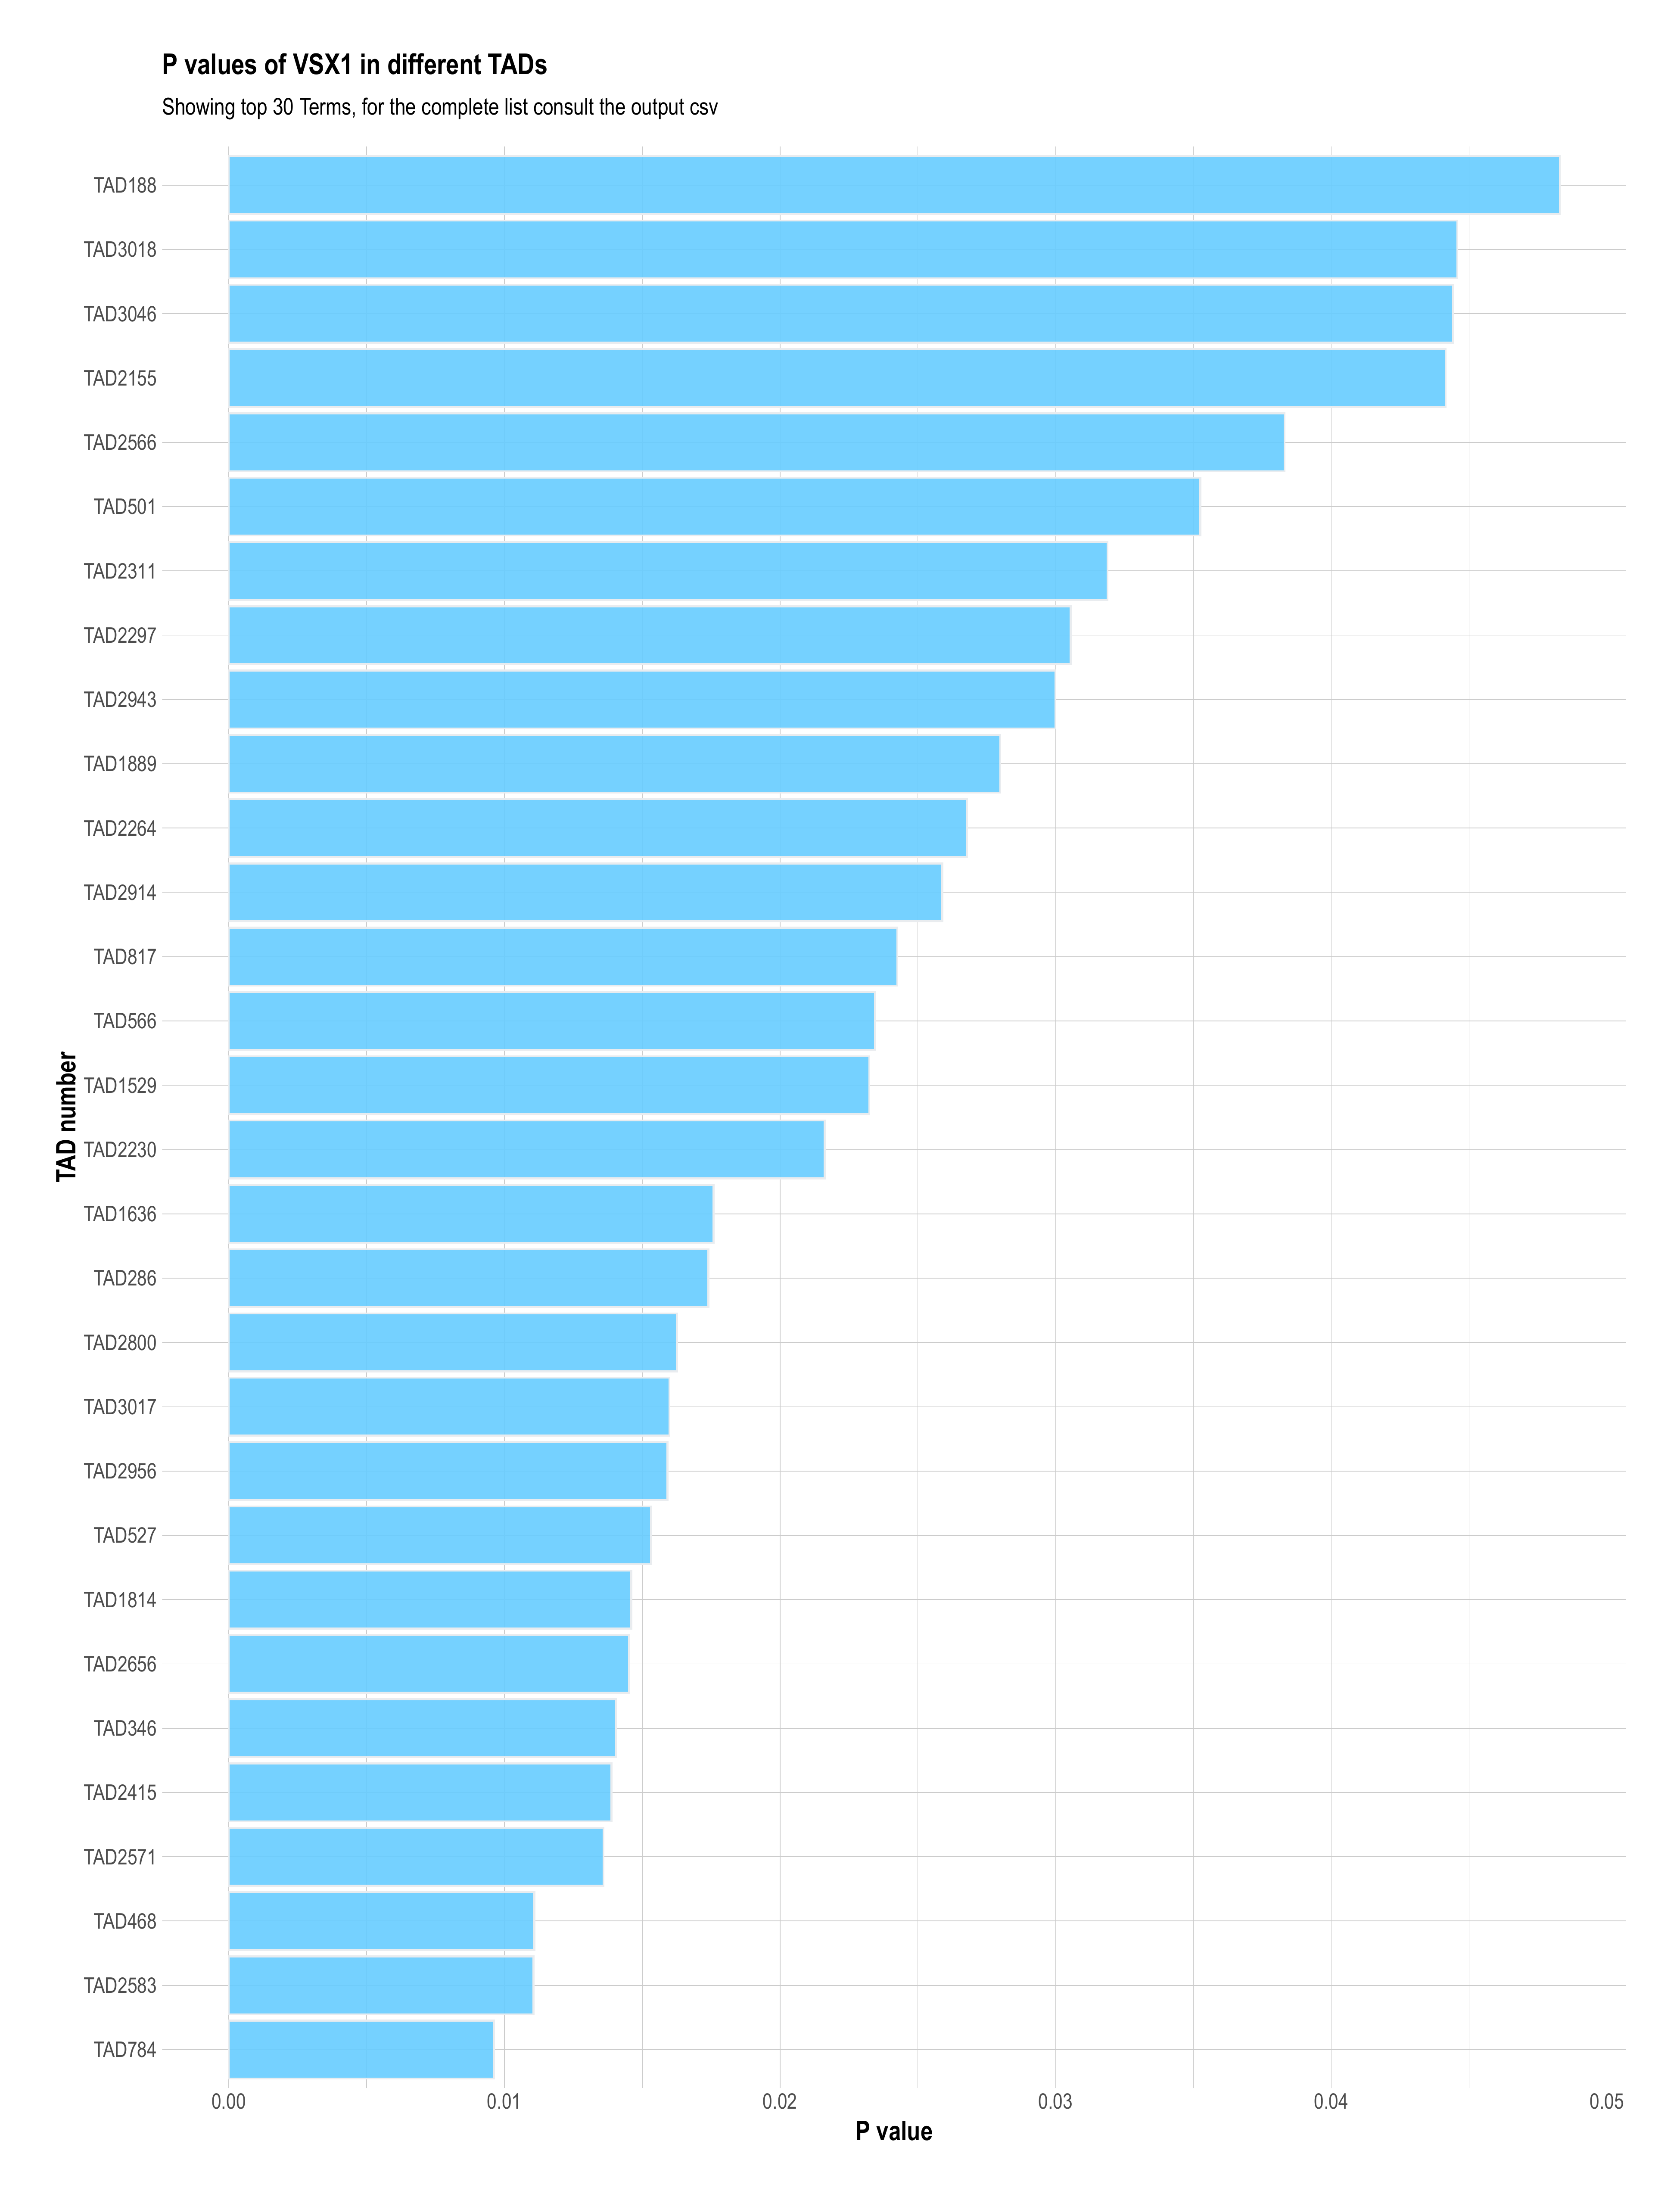 P values of VSX1 in different TADs
Showing top 30 Terms, for the complete list consult the output csv
TAD188
TAD3018
TAD3046
TAD2155
TAD2566
TAD501
TAD2311
TAD2297
TAD2943
TAD1889
TAD2264
TAD2914
TAD817
TAD566
TAD1529
TAD2230
TAD1636
TAD286
TAD2800
TAD3017
TAD2956
TAD527
TAD1814
TAD2656
TAD346
TAD2415
TAD2571
TAD468
TAD2583
TAD784
TAD number
0.00 0.01 0.02 0.03 0.04 0.05
P value